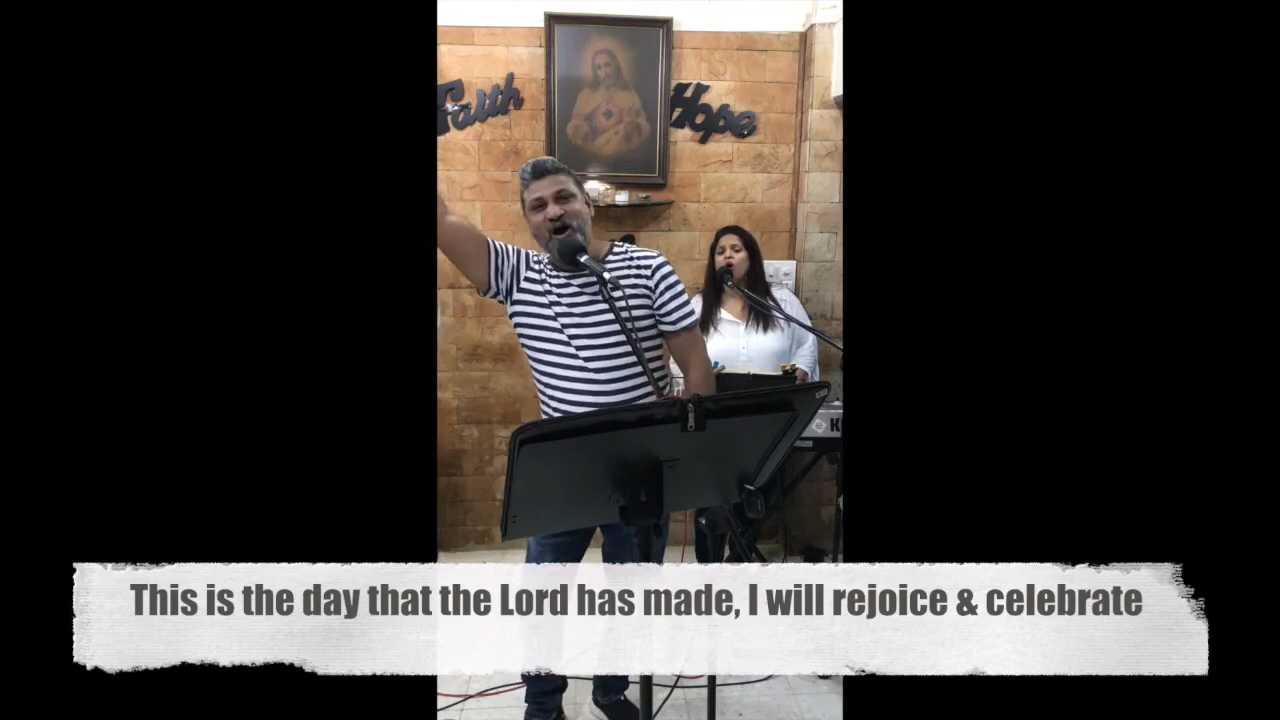 Faith
Hope
K
This is the day that the Lord has made, I will rejoice & celebrate